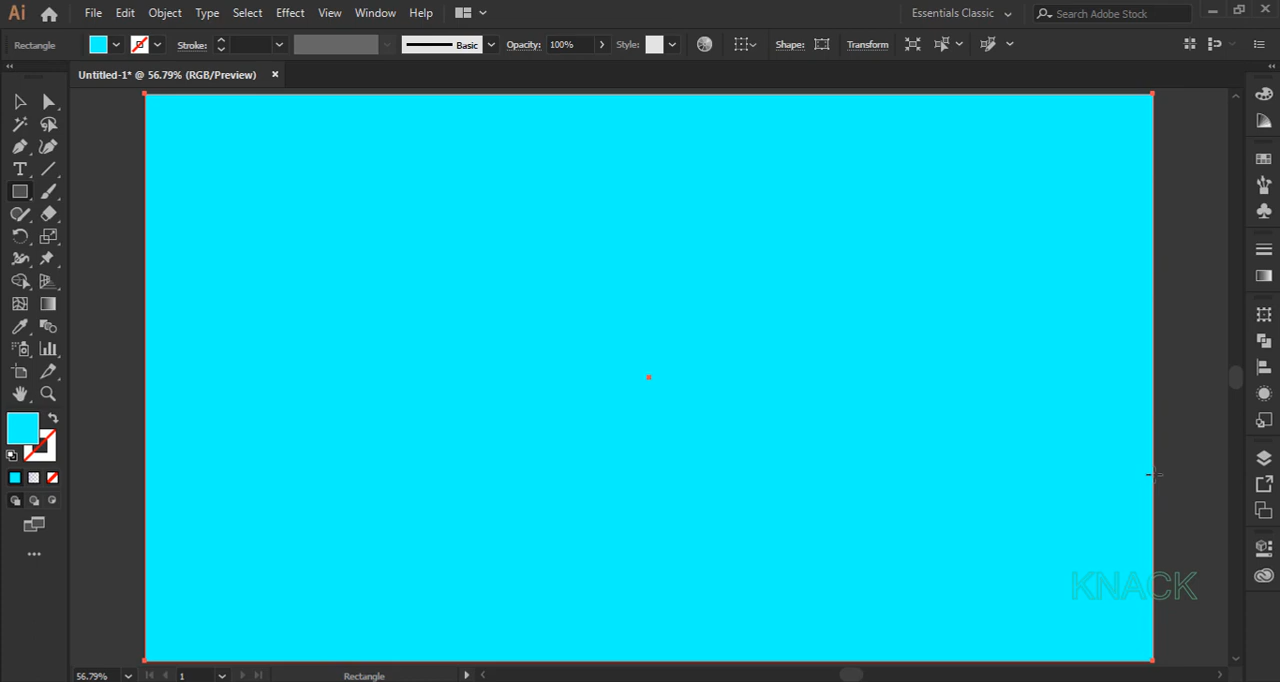 Ai File Edit Object Type Select Effect View Window Help Essentials Classic Search Adobe Stock
Rectangle Stroke: Basic Opacity: 100% Style: Shape: Transform
Untitled-1* @ 56.79% (RGB/Preview) ×
KNACK
56.79% 1 Rectangle